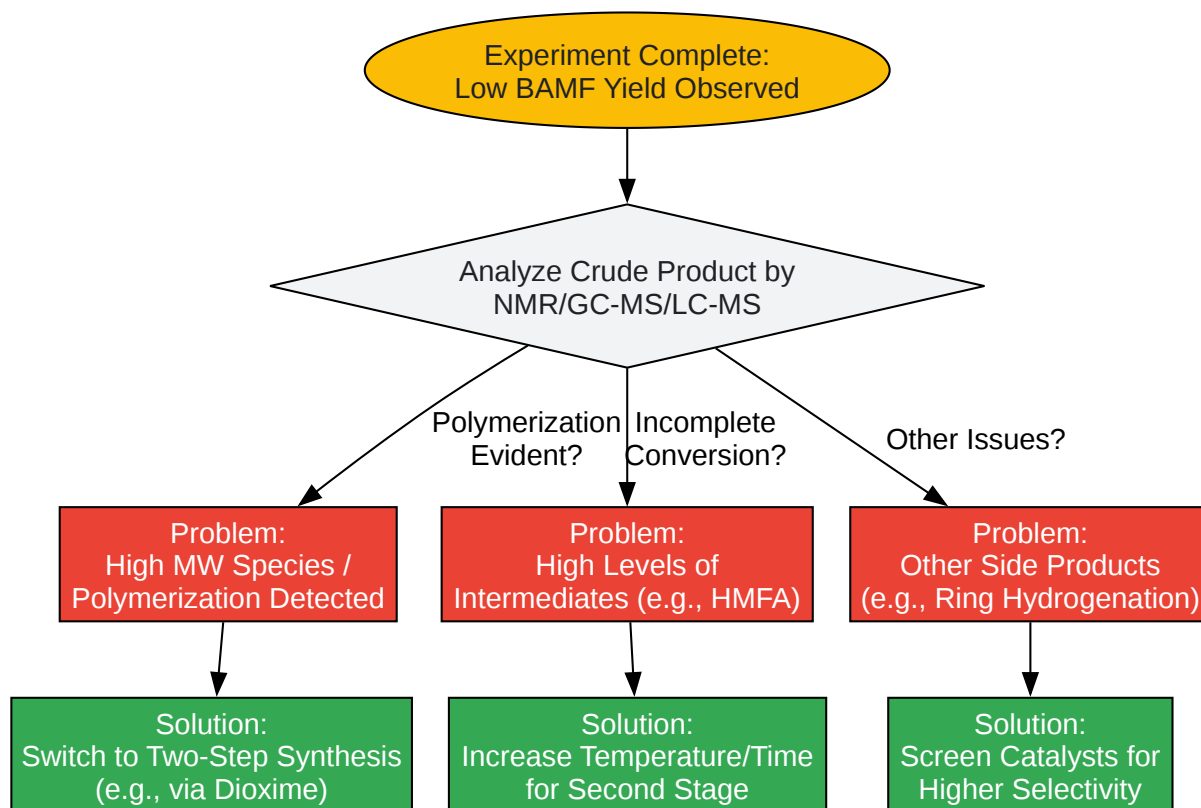 Experiment Complete:
Low BAMF Yield Observed
Analyze Crude Product by
NMR/GC-MS/LC-MS
Polymerization
Evident?
Incomplete
Conversion?
Other Issues?
Problem:
High MW Species /
Polymerization Detected
Problem:
High Levels of
Intermediates (e.g., HMFA)
Problem:
Other Side Products
(e.g., Ring Hydrogenation)
Solution:
Switch to Two-Step Synthesis
(e.g., via Dioxime)
Solution:
Increase Temperature/Time
for Second Stage
Solution:
Screen Catalysts for
Higher Selectivity